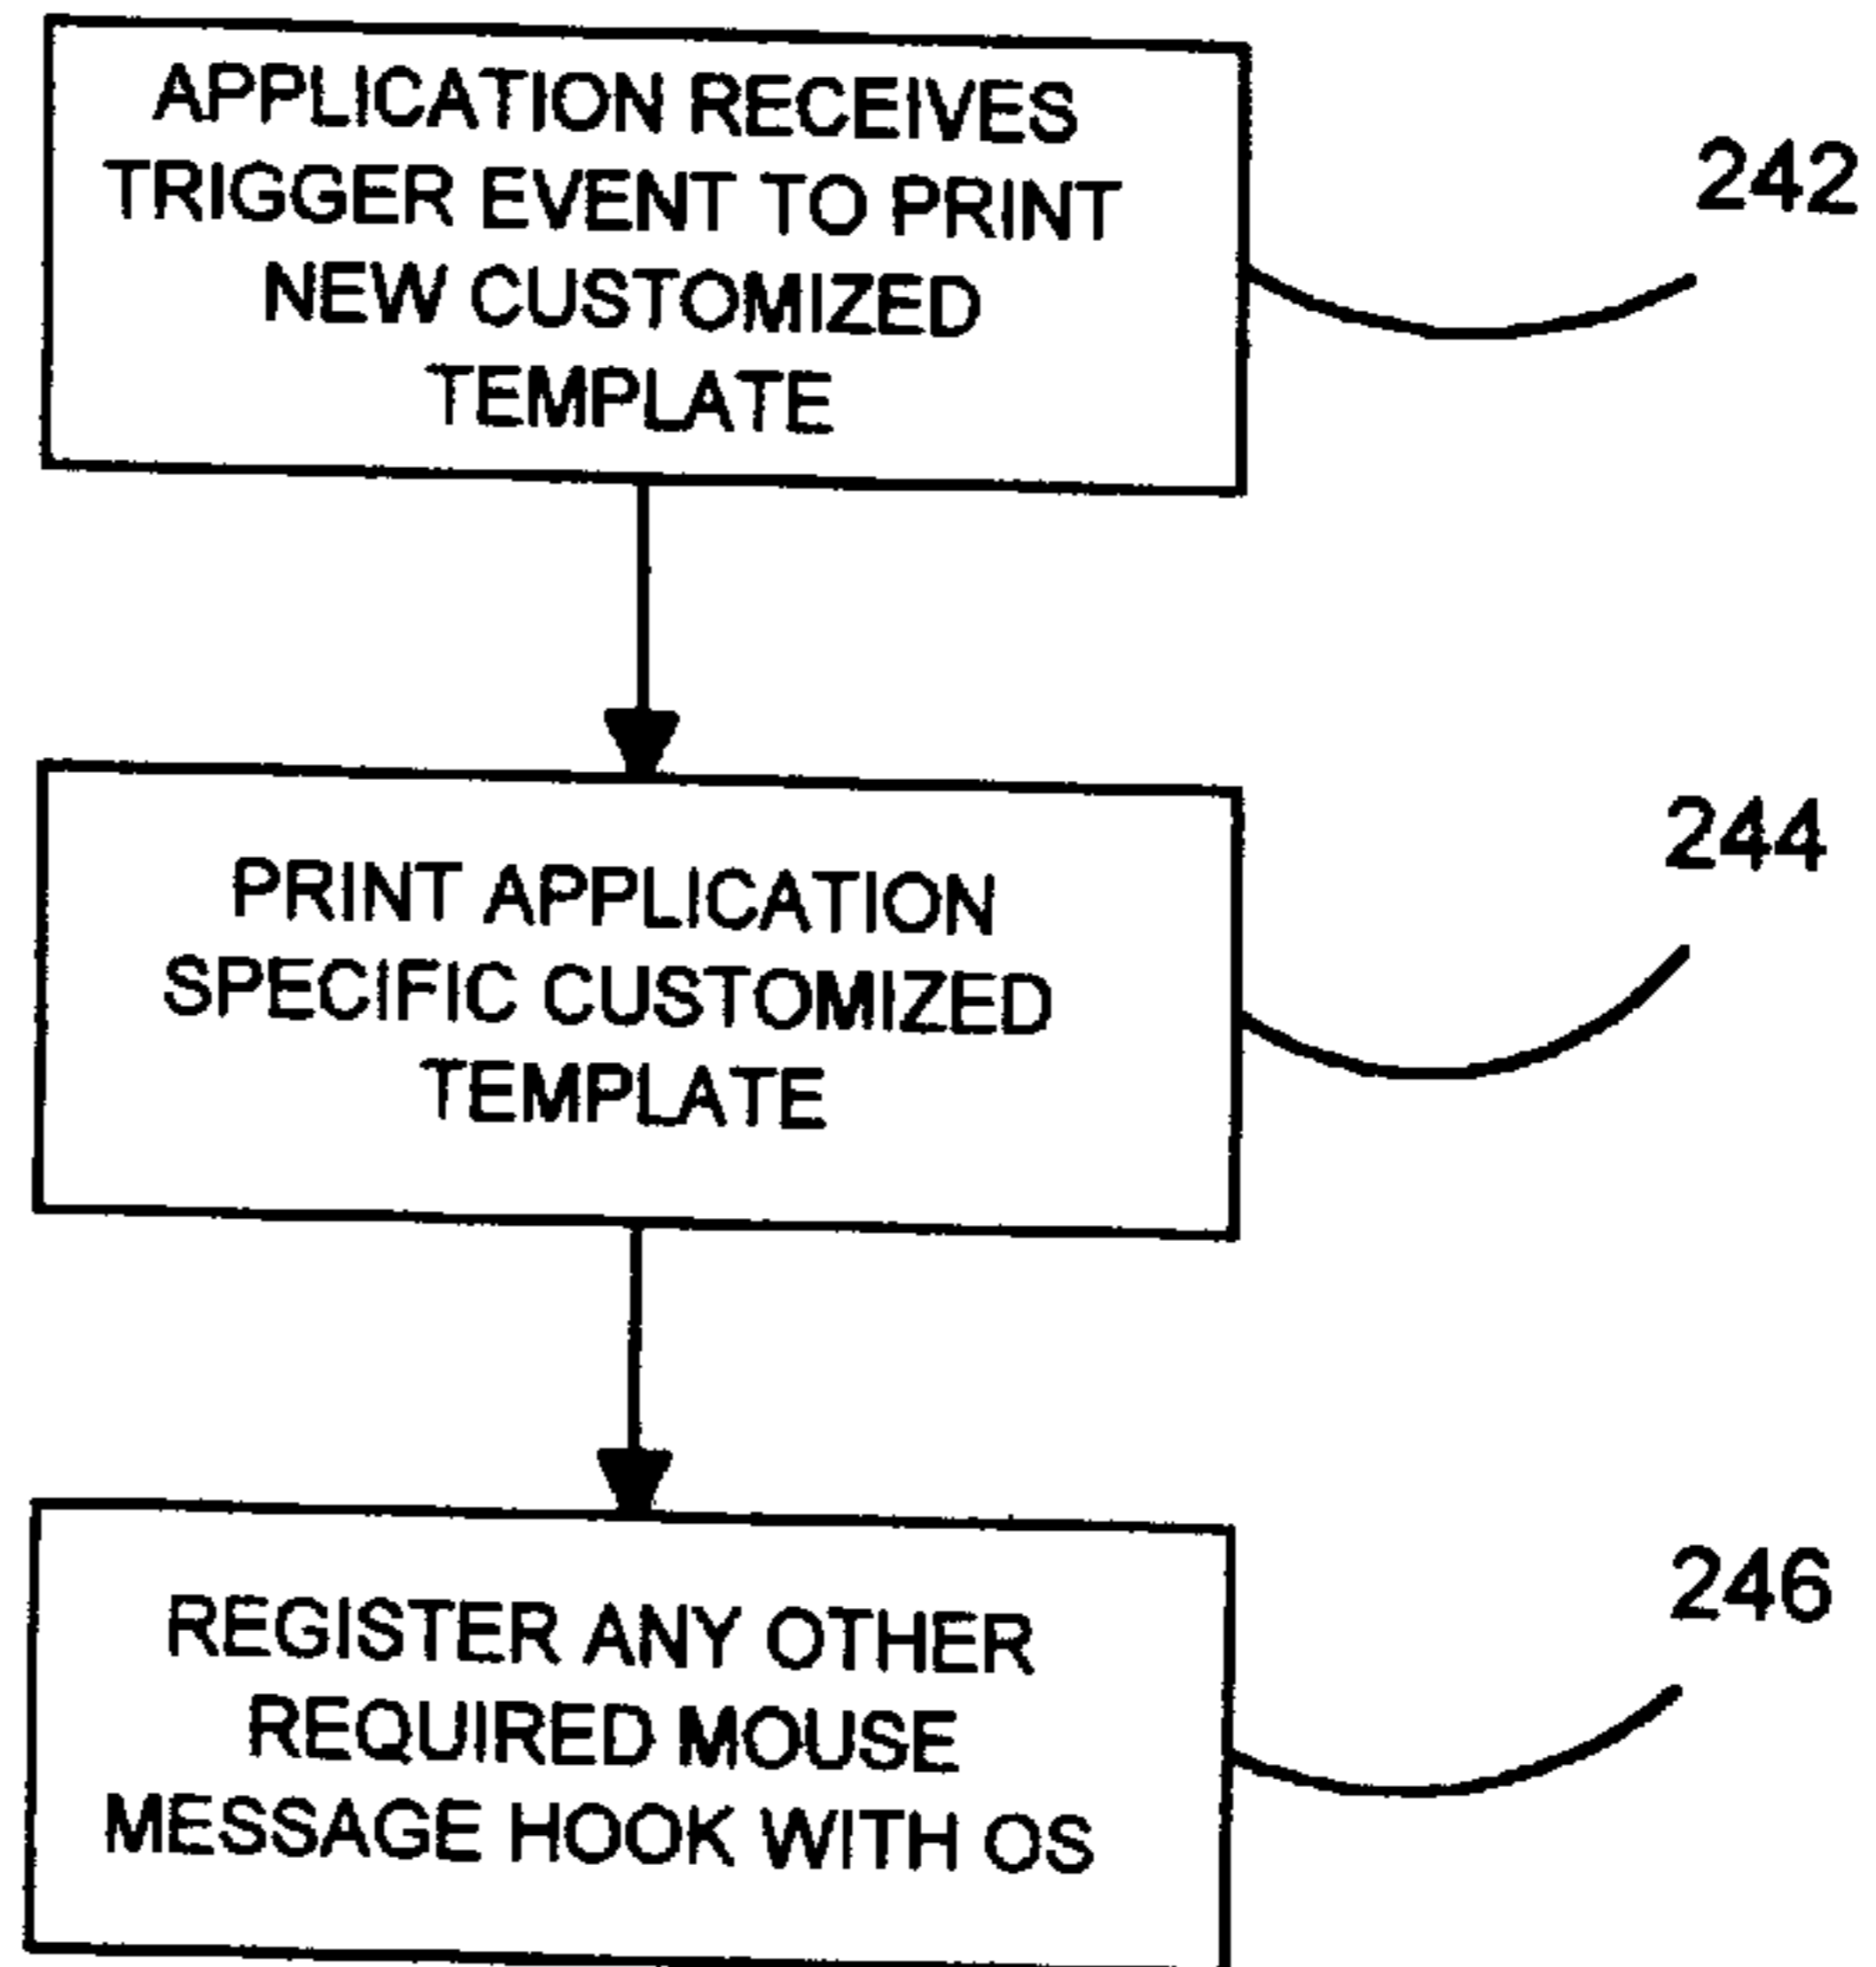 APPLICATION RECEIVES
TRIGGER EVENT TO PRINT
NEW CUSTOMIZED
TEMPLATE
242
PRINT APPLICATION
SPECIFIC CUSTOMIZED
TEMPLATE
244
REGISTER ANY OTHER
REQUIRED MOUSE
MESSAGE HOOK WITH OS
246